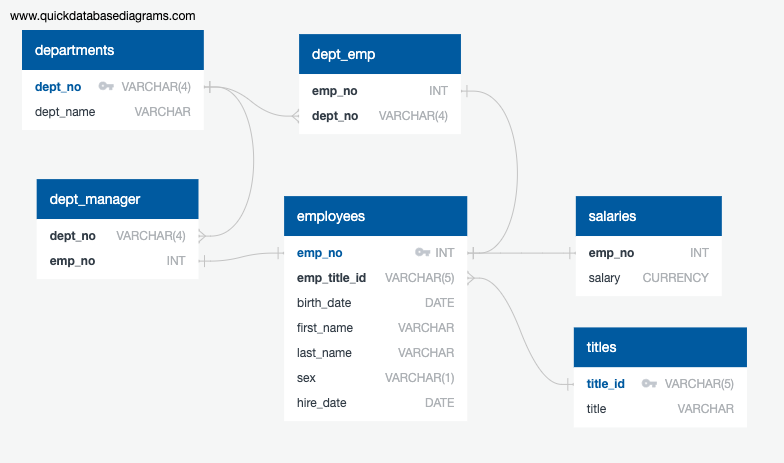 www.quickdatabasediagrams.com
departments
dept_no VARCHAR(4)
dept_name VARCHAR
dept_emp
emp_no INT
dept_no VARCHAR(4)
dept_manager
dept_no VARCHAR(4)
emp_no INT
employees
emp_no INT
emp_title_id VARCHAR(5)
birth_date DATE
first_name VARCHAR
last_name VARCHAR
sex VARCHAR(1)
hire_date DATE
salaries
emp_no INT
salary CURRENCY
titles
title_id VARCHAR(5)
title VARCHAR